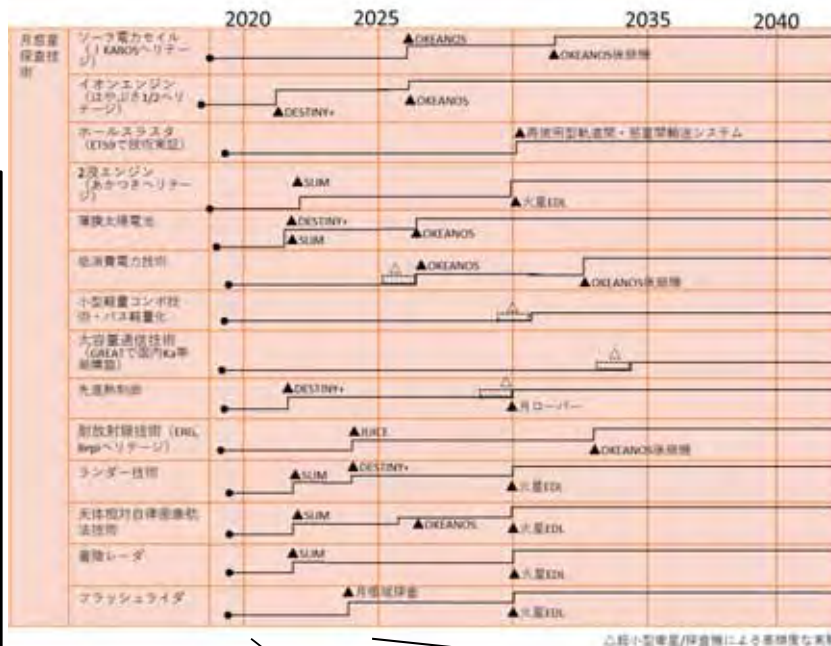 2020
2025
2035
2040
月惑星
探査技
術
ソーラ電力セイル
(IKAROSヘリテー
ジ)
▲OKEANOS
▲OKEANOS後継機
イオンエンジン
(はやぶさ1/2ヘリ
テージ)
▲DESTINY+
▲OKEANOS
ホールスラスタ
(ETS9で技術実証)
▲再使用型軌道間・惑星間輸送システム
2液エンジン
(あかつきヘリテー
ジ)
▲SLIM
▲火星EDL
薄膜太陽電池
▲DESTINY+
▲SLIM
▲OKEANOS
低消費電力技術
△
▲OKEANOS
▲OKEANOS後継機
小型軽量コンポ技
術・バス軽量化
△
大容量通信技術
(GREATで国内Ka帯
△
先進熱制御
▲DESTINY+
△
▲月ローバー
耐放射線技術(ERG,
ヘリテージ)
▲JUICE
▲OKEANOS後継機
ランダー技術
▲SLIM
▲DESTINY+
▲火星EDL
天体相対自律画像航
法技術
▲SLIM
▲OKEANOS
▲火星EDL
着陸レーダ
▲SLIM
▲火星EDL
フラッシュライダ
▲月極域探査
▲火星EDL
△超小型衛星/探査機による高頻度な実